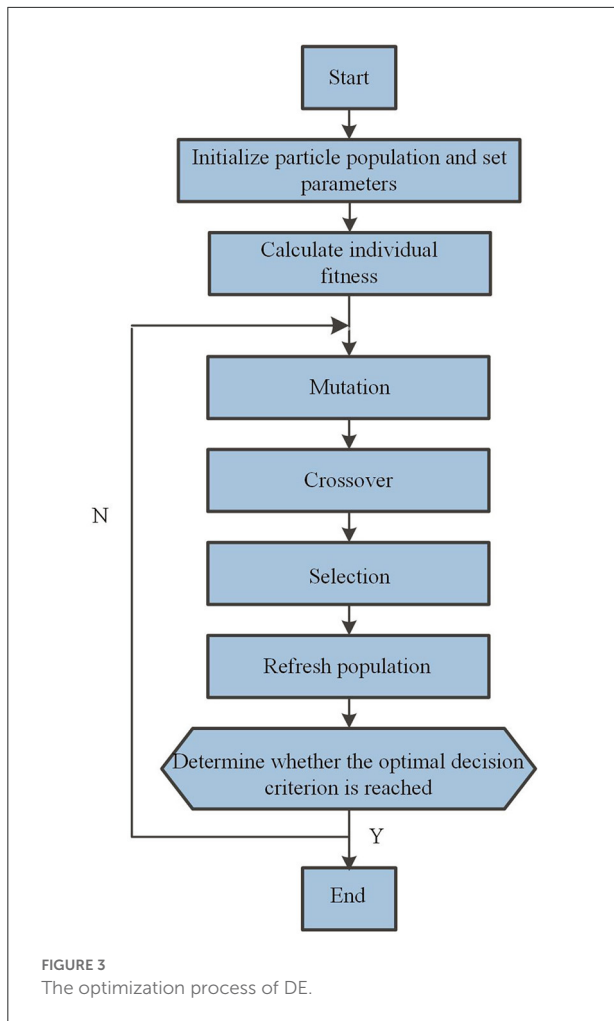 Start
Initialize particle population and set
parameters
Calculate individual
fitness
Mutation
Crossover
N
Selection
Refresh population
Determine whether the optimal decision
criterion is reached
Y
End
FIGURE 3
The optimization process of DE.